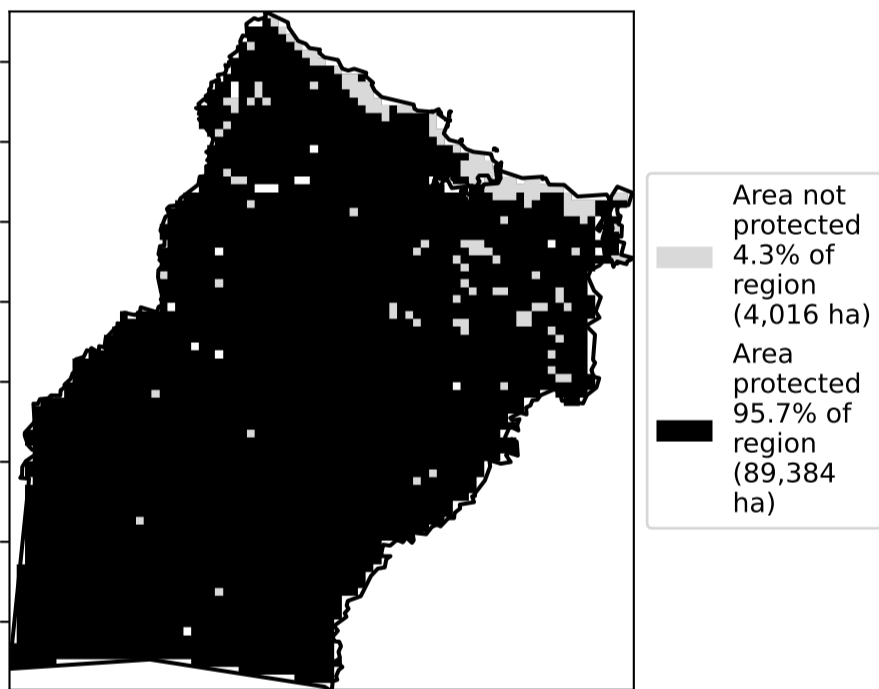 Area not
protected
4.3% of
region
(4,016 ha)
Area
protected
95.7% of
region
(89,384
ha)